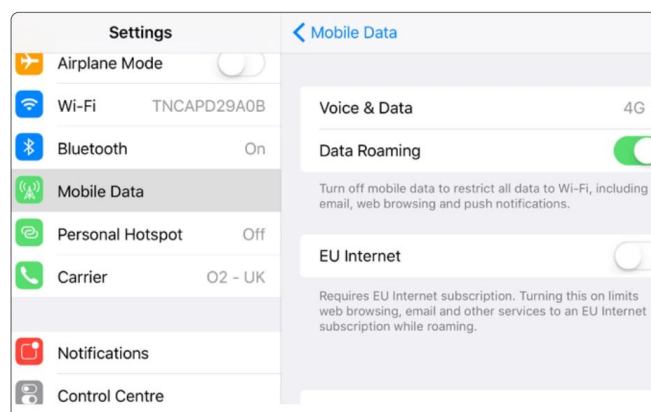 Settings
Airplane Mode
Wi-Fi TNCAPD29A0B
Bluetooth On
Mobile Data
Personal Hotspot Off
Carrier O2 - UK
Notifications
Control Centre
Mobile Data
Voice & Data 4G
Data Roaming
Turn off mobile data to restrict all data to Wi-Fi, including
email, web browsing and push notifications.
EU Internet
Requires EU Internet subscription. Turning this on limits
web browsing, email and other services to an EU Internet
subscription while roaming.